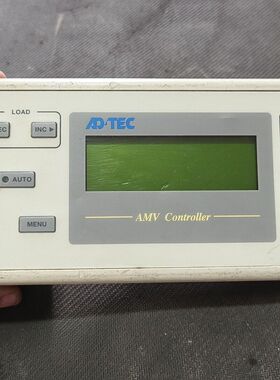 LOAD
AD·TEC
EC
INC ▶
AUTO
MENU
AMV Controller